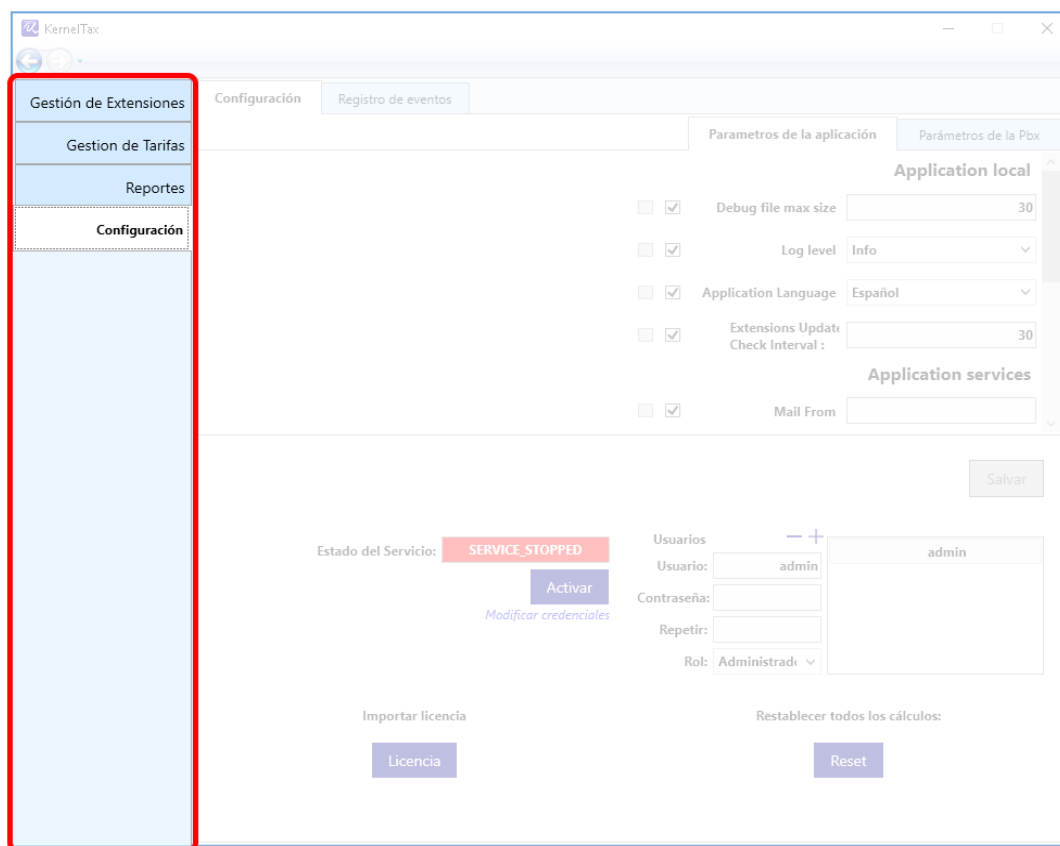 KernelTax
Gestión de Extensiones
Gestion de Tarifas
Reportes
Configuración
Configuración
Registro de eventos
Parametros de la aplicación
Parámetros de la Pbx
Application local
Debug file max size
30
Log level
Info
Application Language
Español
Extensions Update
Check Interval :
30
Application services
Mail From
Salvar
Estado del Servicio:
SERVICE_STOPPED
Activar
Modificar credenciales
Usuarios
Usuario:
admin
Contraseña:
Repetir:
Rol:
Administrad
admin
Importar licencia
Licencia
Restablecer todos los cálculos:
Reset